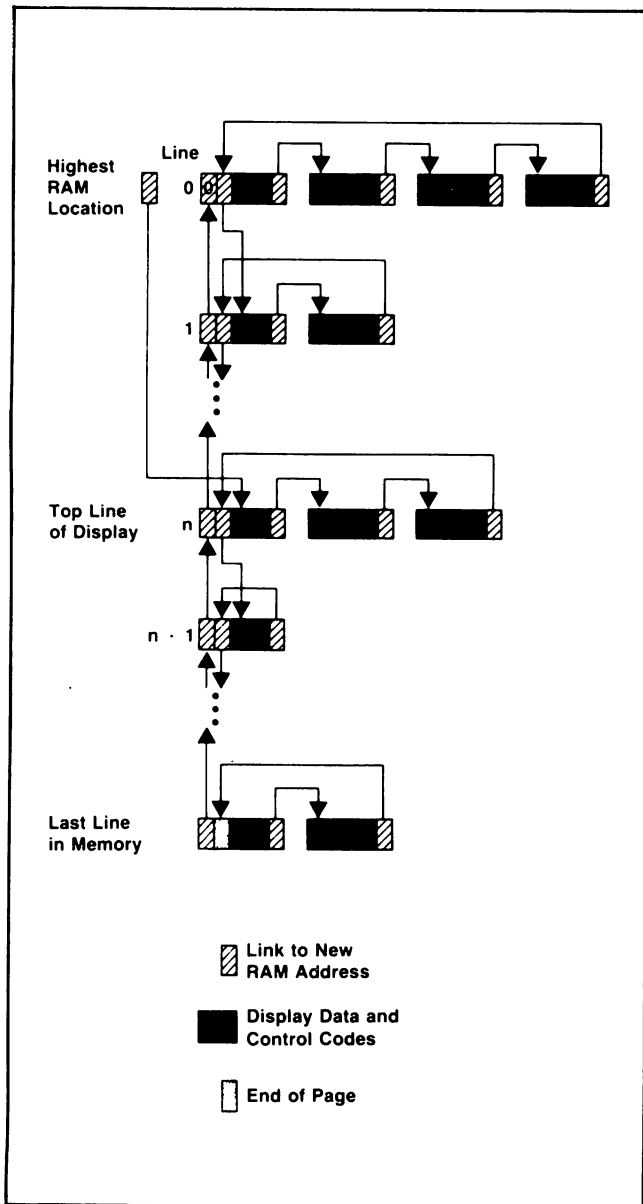 Line
Highest
RAM
Location
0
0
1
Top Line
of Display
n
n · 1
Last Line
in Memory
Link to New
RAM Address
Display Data and
Control Codes
End of Page